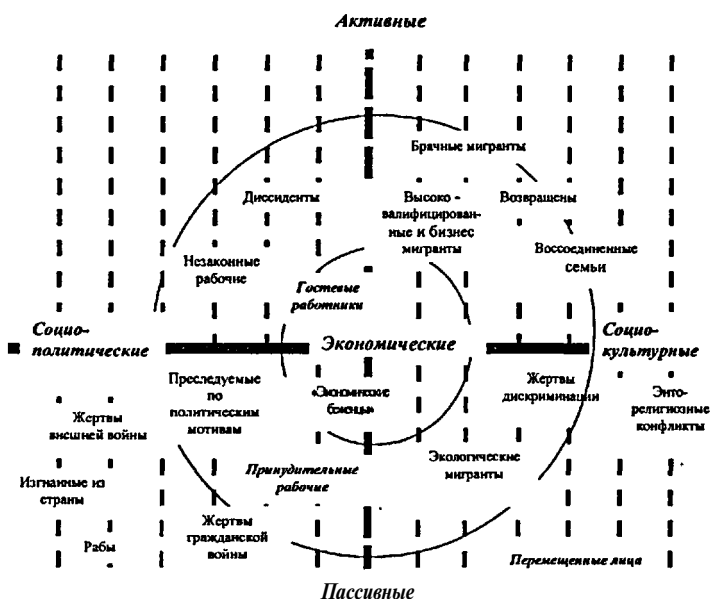 Активные
Брачные мигранты
Диссиденты
Высоко -
валифицирован-
ные и бизнес
мигранты
Возвращены
Незаконные
рабочие
Воссоединенные
семьи
Гостевые
работники
Социо-
политические
Экономические
Социо-
культурные
Преследуемые
по
политическим
мотивам
«Экономические
беженцы»
Жертвы
дискриминации
Энто-
религиозные
конфликты
Жертвы
внешней войны
Экологические
мигранты
Принудительные
рабочие
Изгнанные из
страны
Жертвы
гражданской
войны
Рабы
Перемещенные лица
Пассивные